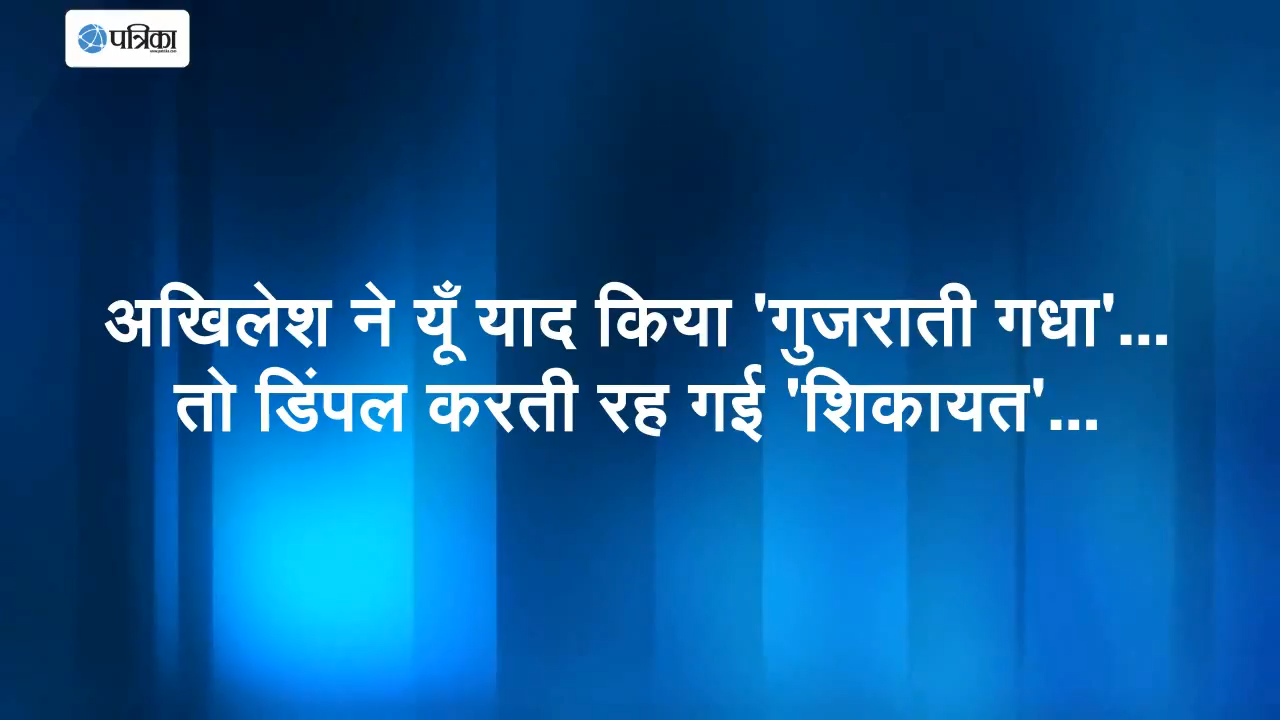 पत्रिका
अखिलेश ने यूँ याद किया 'गुजराती गधा'...
तो डिंपल करती रह गई 'शिकायत'...